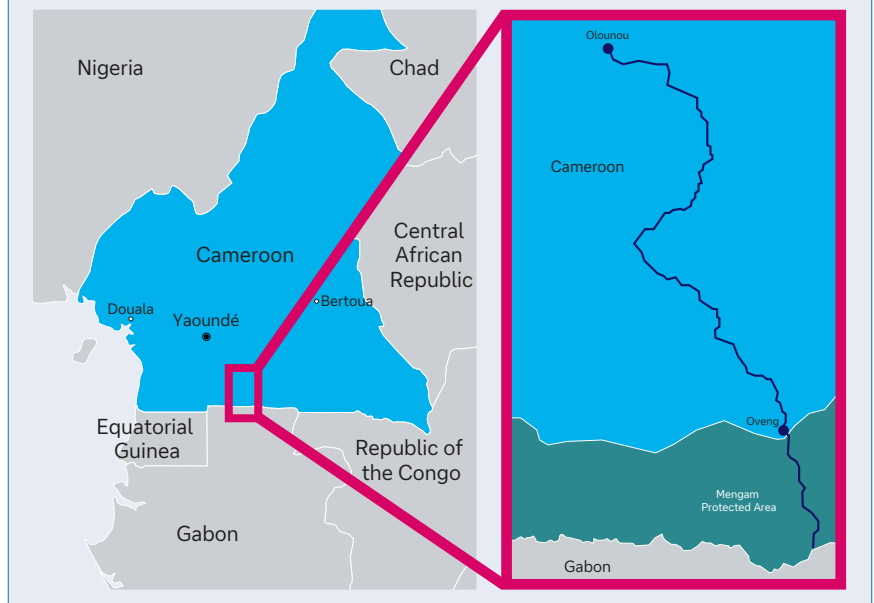 Nigeria
Chad
Central
African
Republic
Cameroon
Bertoua
Douala
Yaoundé
Equatorial
Guinea
Republic of
the Congo
Gabon
Olounou
Cameroon
Oveng
Mengam
Protected Area
Gabon